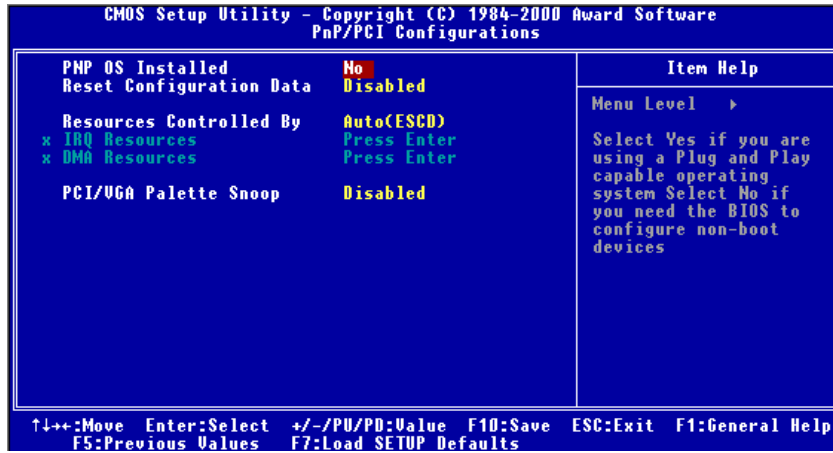 CMOS Setup Utility - Copyright (C) 1984-2000 Award Software
PnP/PCI Configurations
PNP OS Installed No
Reset Configuration Data Disabled
Resources Controlled By Auto(ESCD)
x IRQ Resources Press Enter
x DMA Resources Press Enter
PCI/VGA Palette Snoop Disabled
Item Help
Menu Level ▸
Select Yes if you are
using a Plug and Play
capable operating
system Select No if
you need the BIOS to
configure non-boot
devices
↑↓→←:Move Enter:Select +/-/PU/PD:Value F10:Save ESC:Exit F1:General Help
F5:Previous Values F7:Load SETUP Defaults